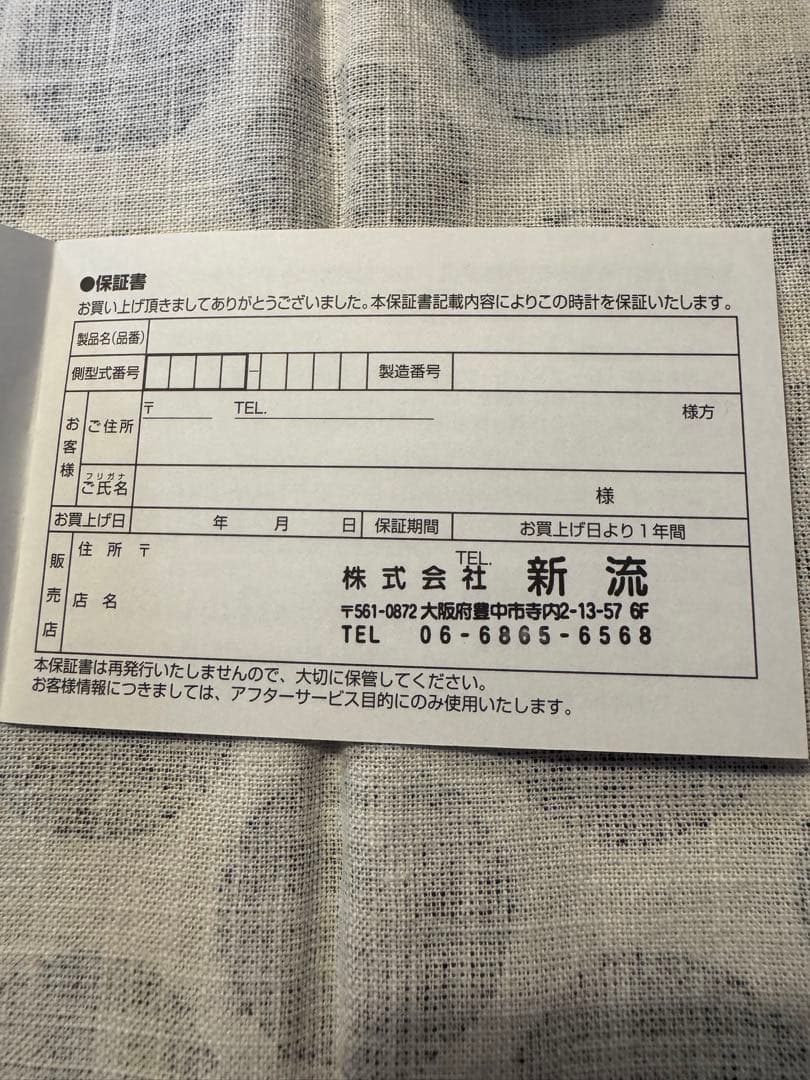 ●保証書
お買い上げ頂きましてありがとうございました。本保証書記載内容によりこの時計を保証いたします。
製品名(品番)
側型式番号 － 製造番号
お客様
ご住所 〒 TEL. 様方
フリガナ
ご氏名 様
お買上げ日 年 月 日 保証期間 お買上げ日より1年間
販売店
住所 〒 TEL.
店名
株式会社 新流
〒561-0872 大阪府豊中市寺内2-13-57 6F
TEL 06-6865-6568
本保証書は再発行いたしませんので、大切に保管してください。
お客様情報につきましては、アフターサービス目的にのみ使用いたします。